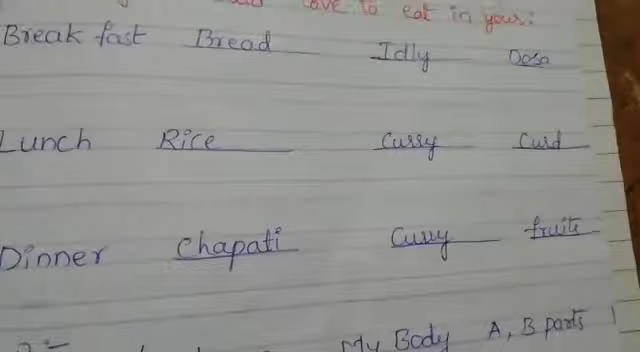 love to eat in your:
Break fast Bread Idly Dosa
Lunch Rice Curry Curd
Dinner Chapati Curry fruits
My Body A, B parts